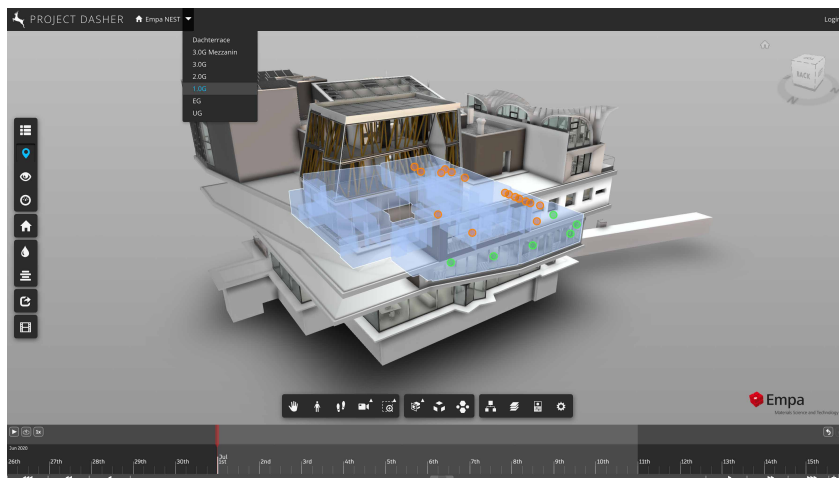 PROJECT DASHER Empa NEST
Login
Dachterrace
3.OG Mezzanin
3.OG
2.OG
1.OG
EG
UG
BACK
Empa
Materials Science and Technology
Jun 2020
26th 27th 28th 29th 30th Jul 1st 2nd 3rd 4th 5th 6th 7th 8th 9th 10th 11th 12th 13th 14th 15th